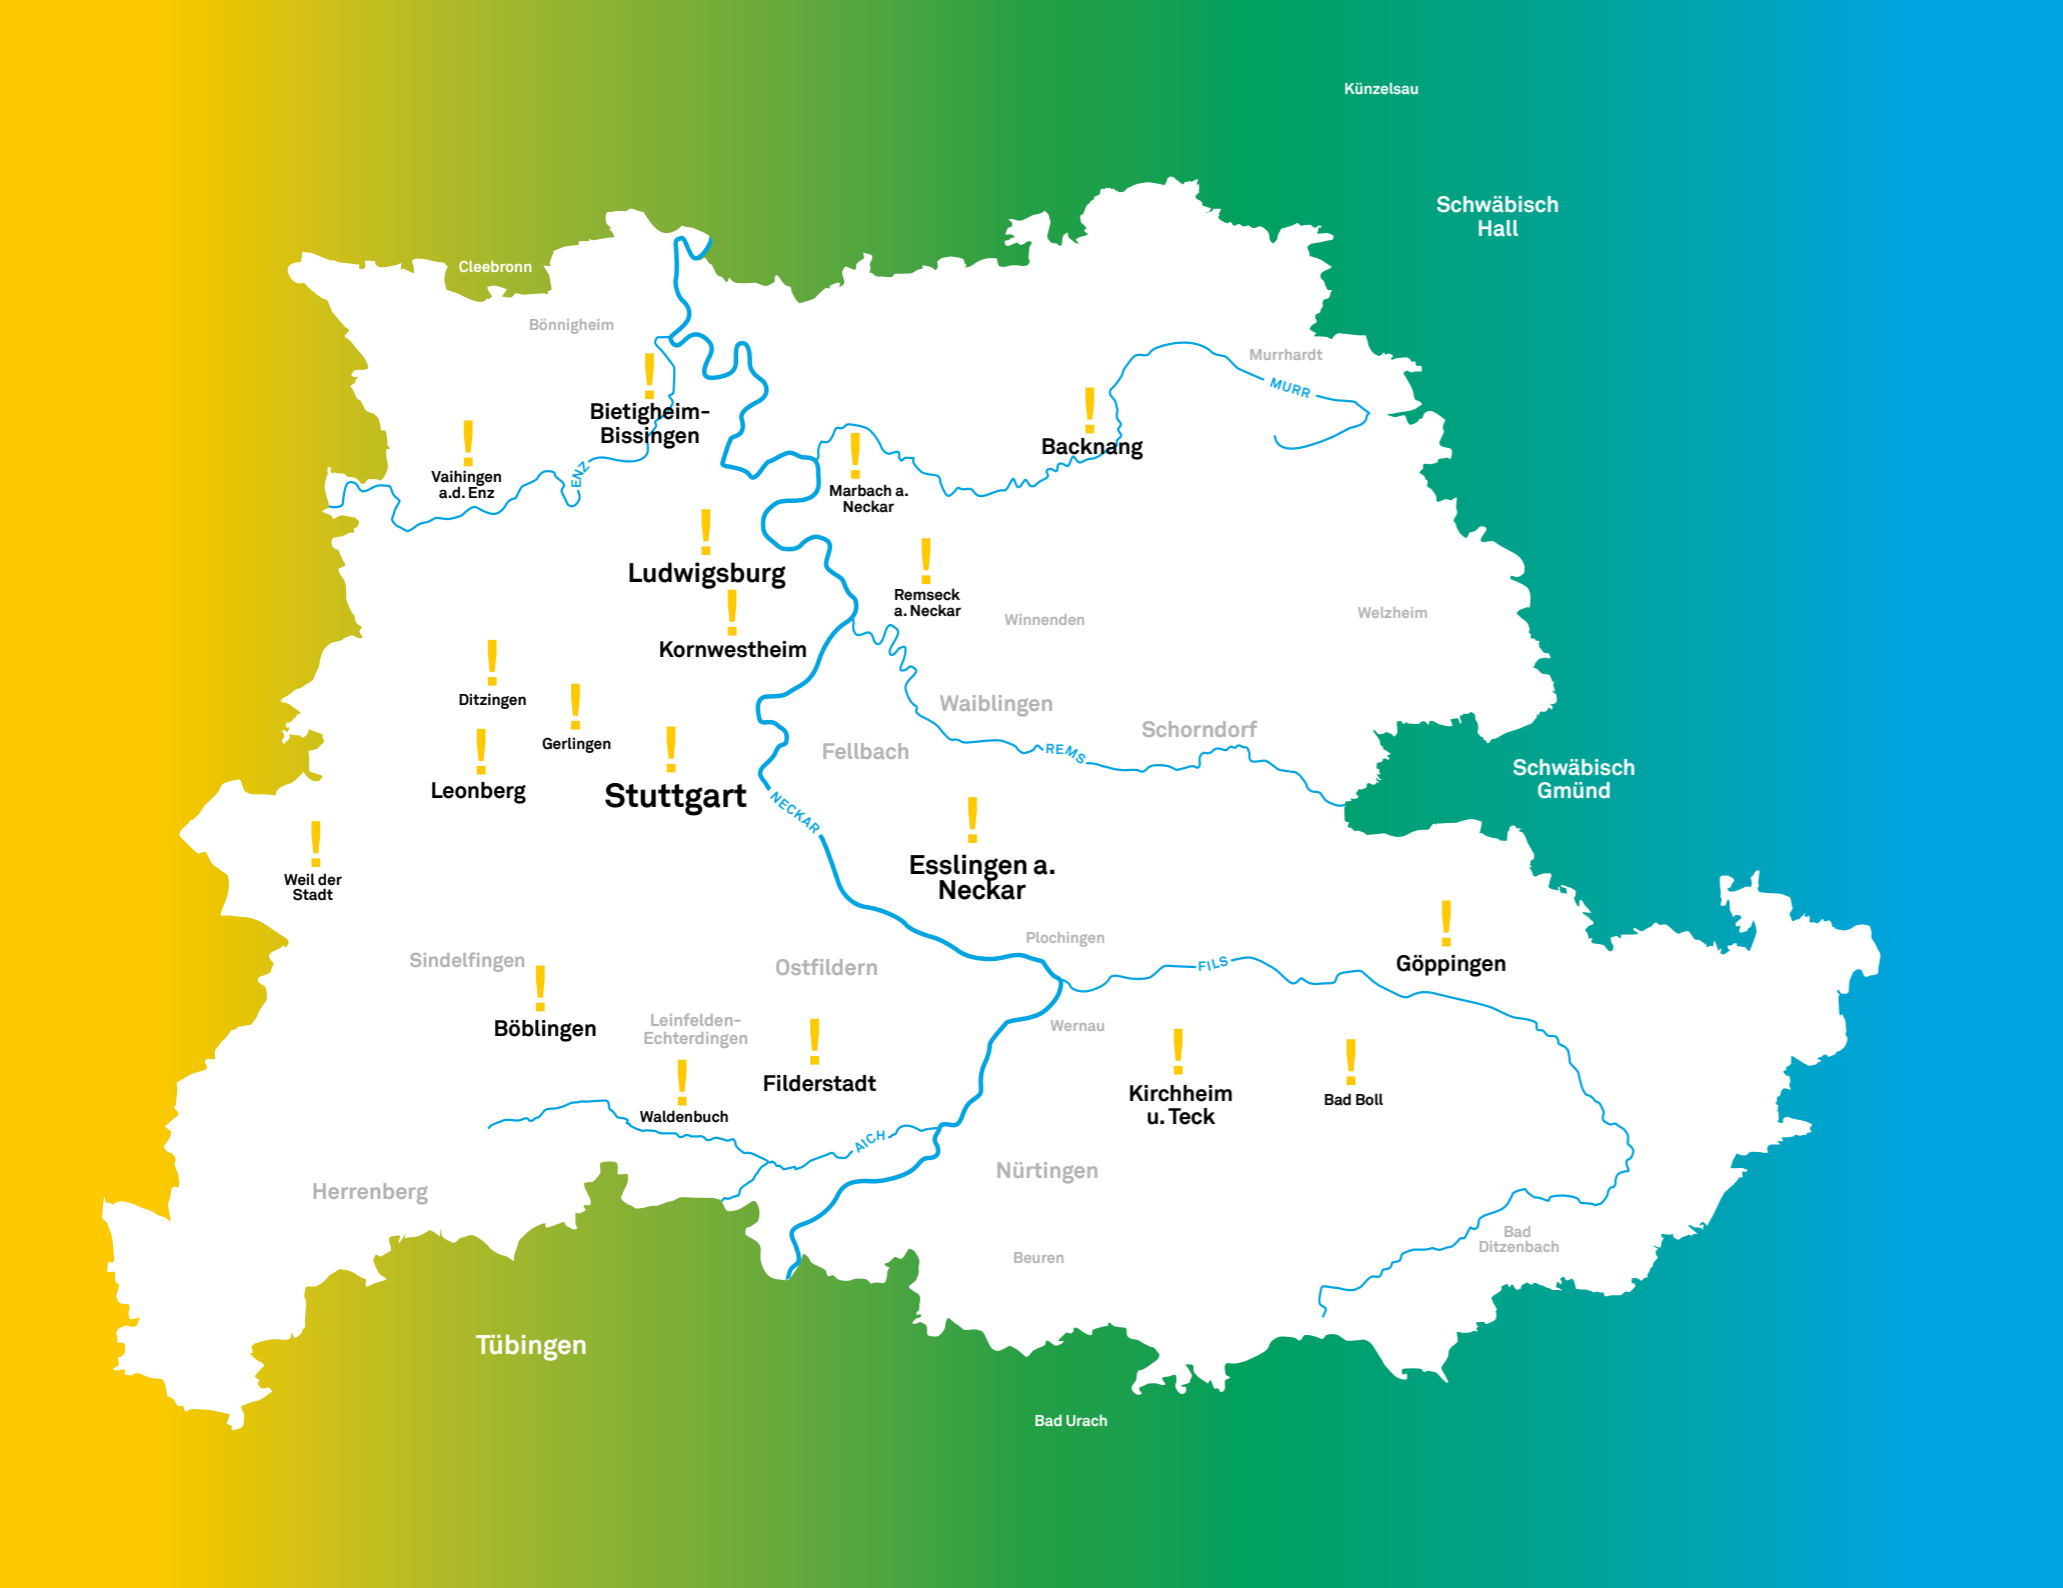 Künzelsau
Schwäbisch
Hall
Cleebronn
Bönnigheim
Murrhardt
MURR
!
Bietigheim-
Bissingen
!
Backnang
!
Vaihingen
a.d. Enz
ENZ
!
Marbach a.
Neckar
!
Ludwigsburg
!
Remseck
a. Neckar
Winnenden
Welzheim
!
Kornwestheim
!
Ditzingen
!
Gerlingen
Waiblingen
Schorndorf
Fellbach
REMS
!
Leonberg
!
Stuttgart
NECKAR
Schwäbisch
Gmünd
!
Weil der
Stadt
!
Esslingen a.
Neckar
Plochingen
!
Göppingen
FILS
Sindelfingen
Ostfildern
!
Böblingen
Leinfelden-
Echterdingen
Wernau
!
Filderstadt
!
Kirchheim
u. Teck
!
Bad Boll
!
Waldenbuch
AICH
Nürtingen
Herrenberg
Bad
Ditzenbach
Beuren
Tübingen
Bad Urach